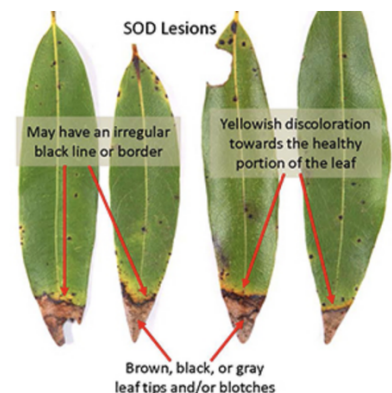 SOD Lesions
May have an irregular
black line or border
Yellowish discoloration
towards the healthy
portion of the leaf
Brown, black, or gray
leaf tips and/or blotches